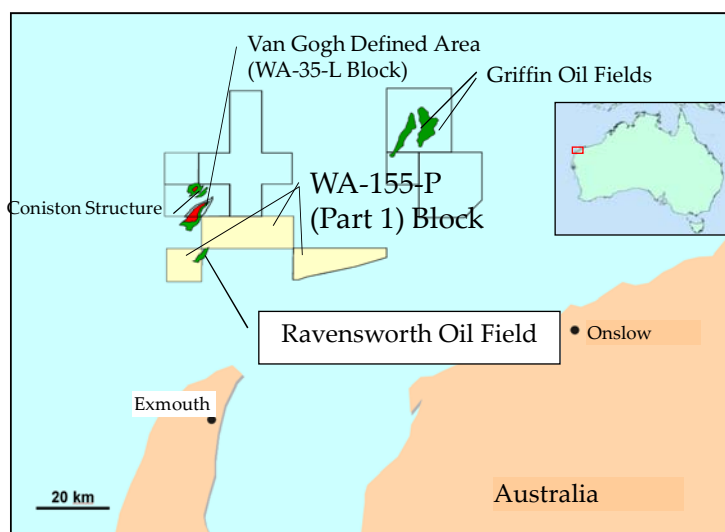 Van Gogh Defined Area
(WA-35-L Block)
Griffin Oil Fields
WA-155-P
(Part 1) Block
Coniston Structure
Ravensworth Oil Field
Onslow
Exmouth
20 km
Australia